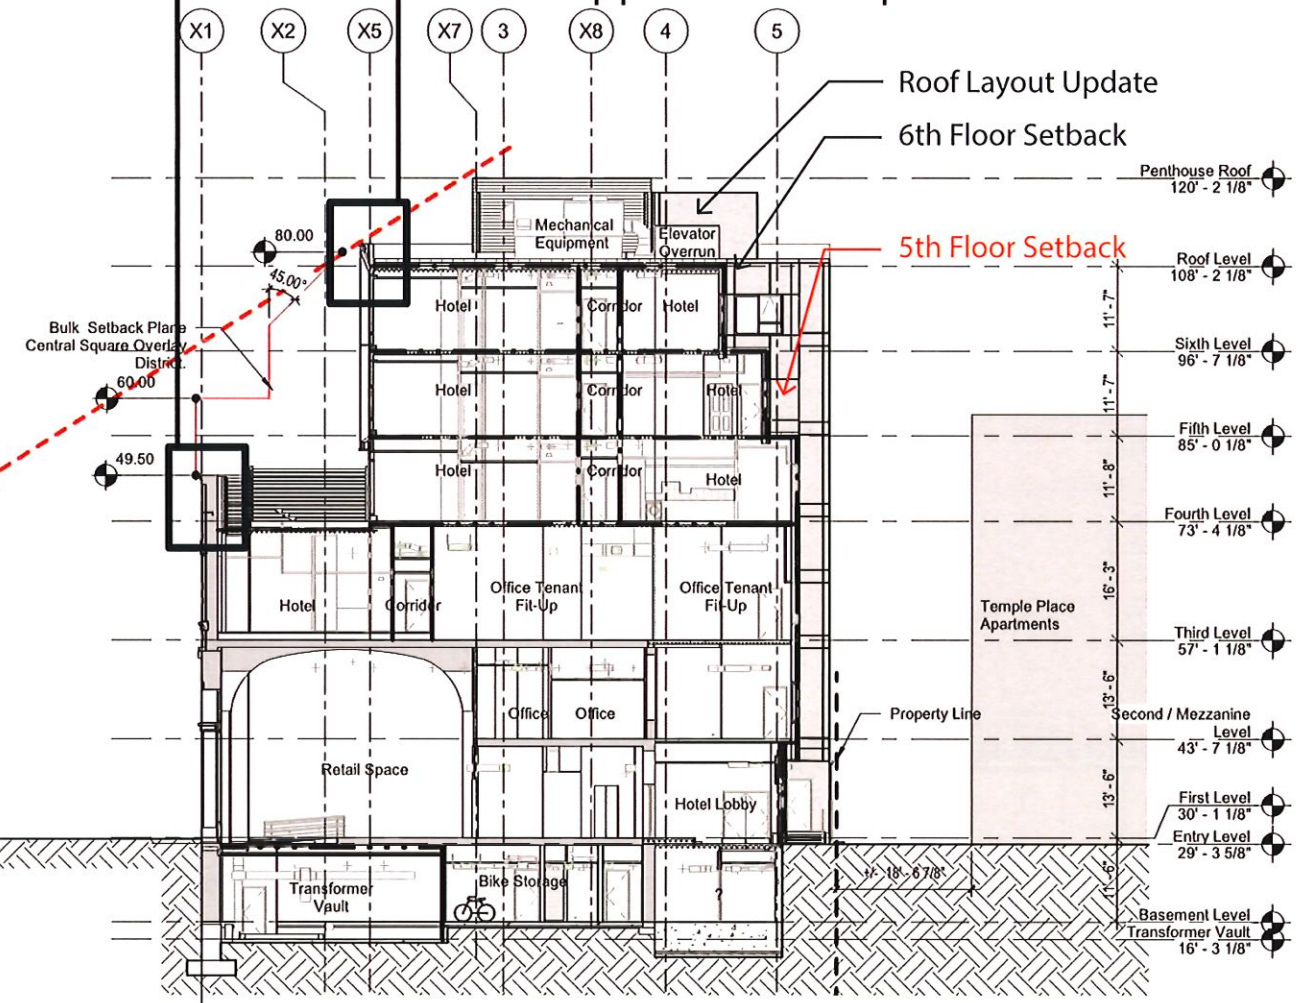 X1 X2 X5 X7 3 X8 4 5
Roof Layout Update
6th Floor Setback
5th Floor Setback
Penthouse Roof
120' - 2 1/8"
Roof Level
108' - 2 1/8"
Sixth Level
96' - 7 1/8"
Fifth Level
85' - 0 1/8"
Fourth Level
73' - 4 1/8"
Third Level
57' - 1 1/8"
Second / Mezzanine
Level
43' - 7 1/8"
First Level
30' - 1 1/8"
Entry Level
29' - 3 5/8"
Basement Level
Transformer Vault
16' - 3 1/8"
11' - 7"
11' - 7"
11' - 8"
16' - 3"
13' - 6"
13' - 6"
80.00
45.00°
Bulk Setback Plane
Central Square Overlay
District.
60.00
49.50
Mechanical
Equipment
Elevator
Overrun
Hotel Corridor Hotel
Hotel Corridor Hotel
Hotel Corridor Hotel
Hotel Corridor
Office Tenant
Fit-Up
Office Tenant
Fit-Up
Office Office
Retail Space
Hotel Lobby
Transformer
Vault
Bike Storage
?
Temple Place
Apartments
Property Line
+/- 18' - 6 7/8"